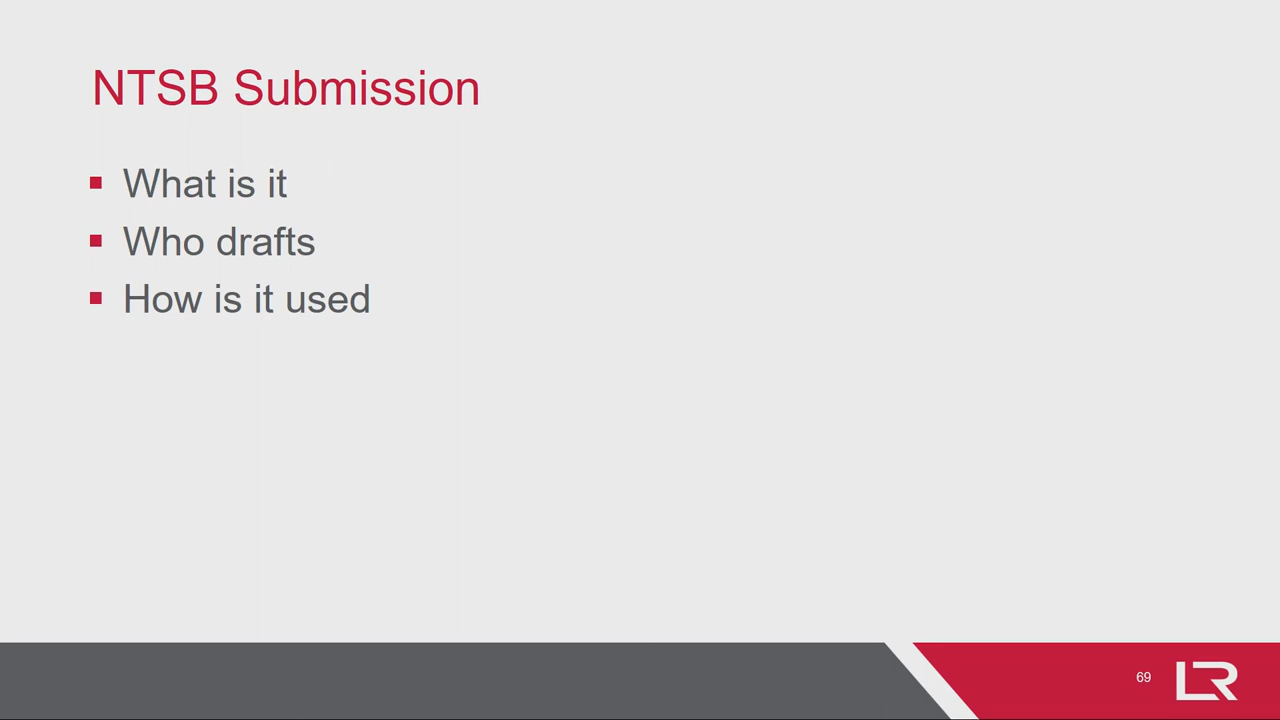 NTSB Submission
What is it
Who drafts
How is it used
69
LR